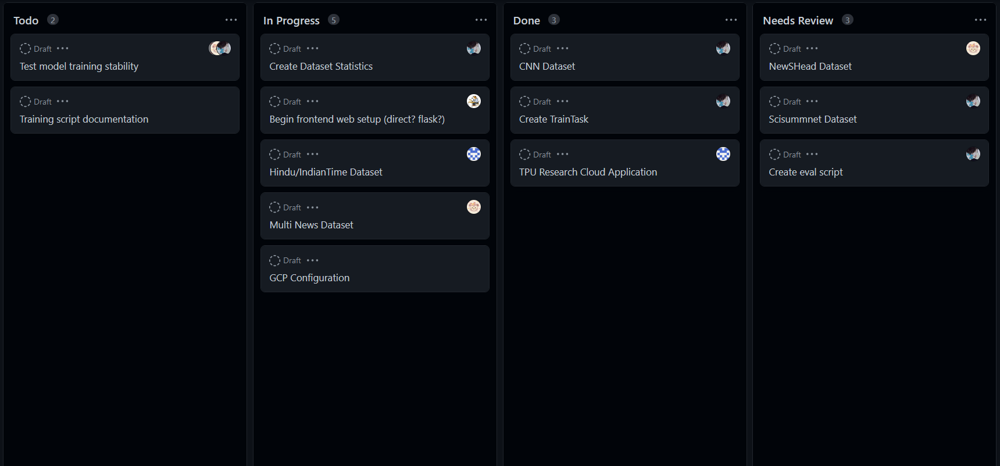 Todo 2
Draft
Test model training stability
Draft
Training script documentation
In Progress 5
Draft
Create Dataset Statistics
Draft
Begin frontend web setup (direct? flask?)
Draft
Hindu/IndianTime Dataset
Draft
Multi News Dataset
Draft
GCP Configuration
Done 3
Draft
CNN Dataset
Draft
Create TrainTask
Draft
TPU Research Cloud Application
Needs Review 3
Draft
NewSHead Dataset
Draft
Scisummnet Dataset
Draft
Create eval script